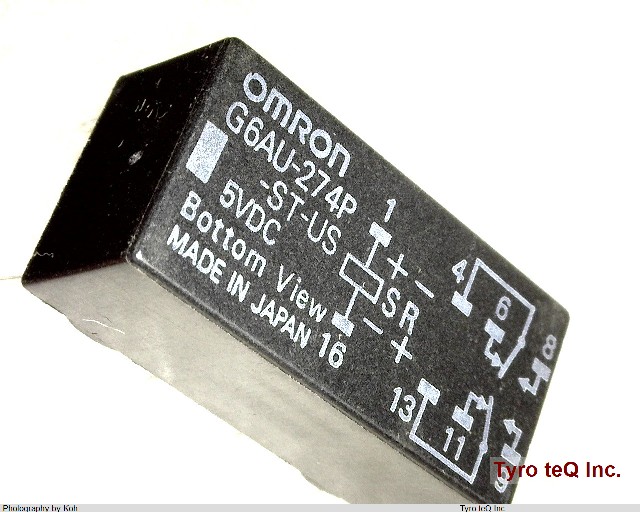 OMRON
G6AU-274P
-ST-US
5VDC
Bottom View
MADE IN JAPAN
1
+ -
S R
- +
16
4
6
8
13
11
9
Tyro teQ Inc.
Photography by Koh
Tyro teQ Inc